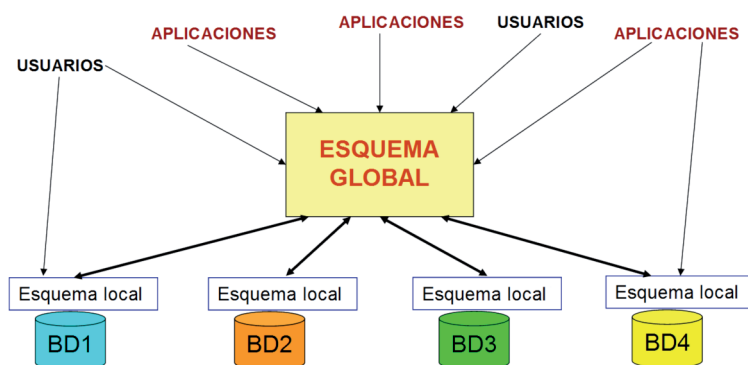 APLICACIONES
APLICACIONES
USUARIOS
APLICACIONES
USUARIOS
ESQUEMA
GLOBAL
Esquema local
Esquema local
Esquema local
Esquema local
BD1
BD2
BD3
BD4